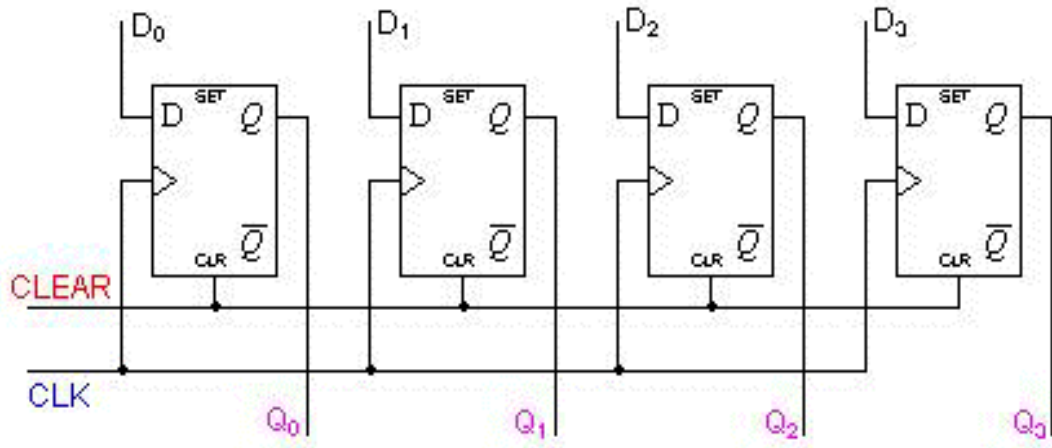 D₀ D₁ D₂ D₃
SET SET SET SET
D Q D Q D Q D Q
Q̅ Q̅ Q̅ Q̅
CLR CLR CLR CLR
CLEAR
CLK
Q₀ Q₁ Q₂ Q₃